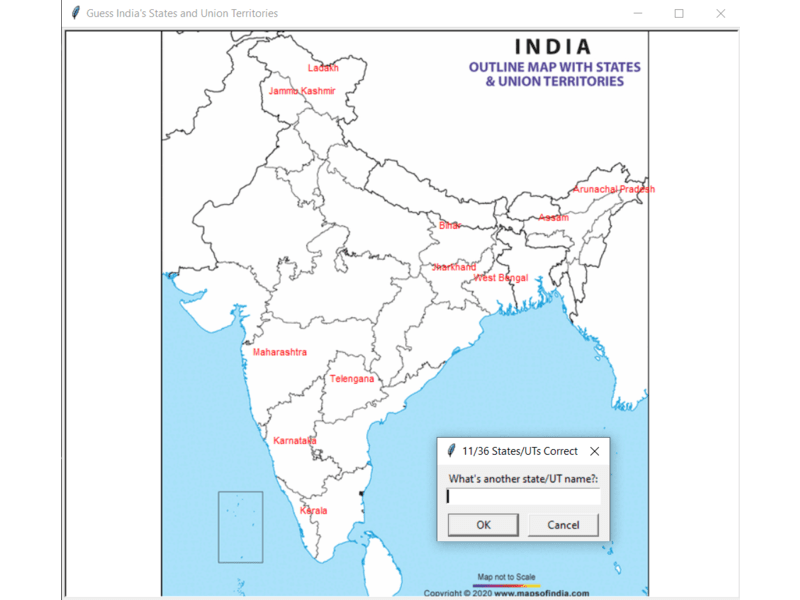 Guess India's States and Union Territories
INDIA
OUTLINE MAP WITH STATES
& UNION TERRITORIES
Ladakh
Jammu Kashmir
Arunachal Pradesh
Assam
Bihar
Jharkhand
West Bengal
Maharashtra
Telengana
Karnataka
Kerala
11/36 States/UTs Correct
What's another state/UT name?:
OK
Cancel
Map not to Scale
Copyright © 2020 www.mapsofindia.com